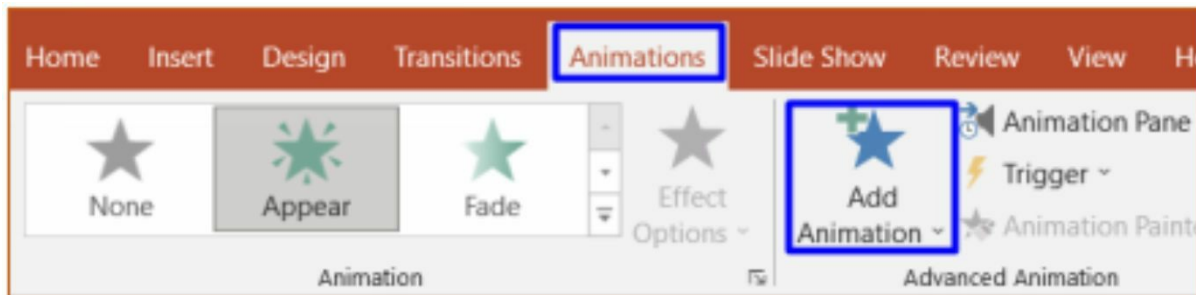 Home Insert Design Transitions Animations Slide Show Review View
None Appear Fade Effect Options Add Animation Animation Pane
Trigger
Animation
Animation Advanced Animation